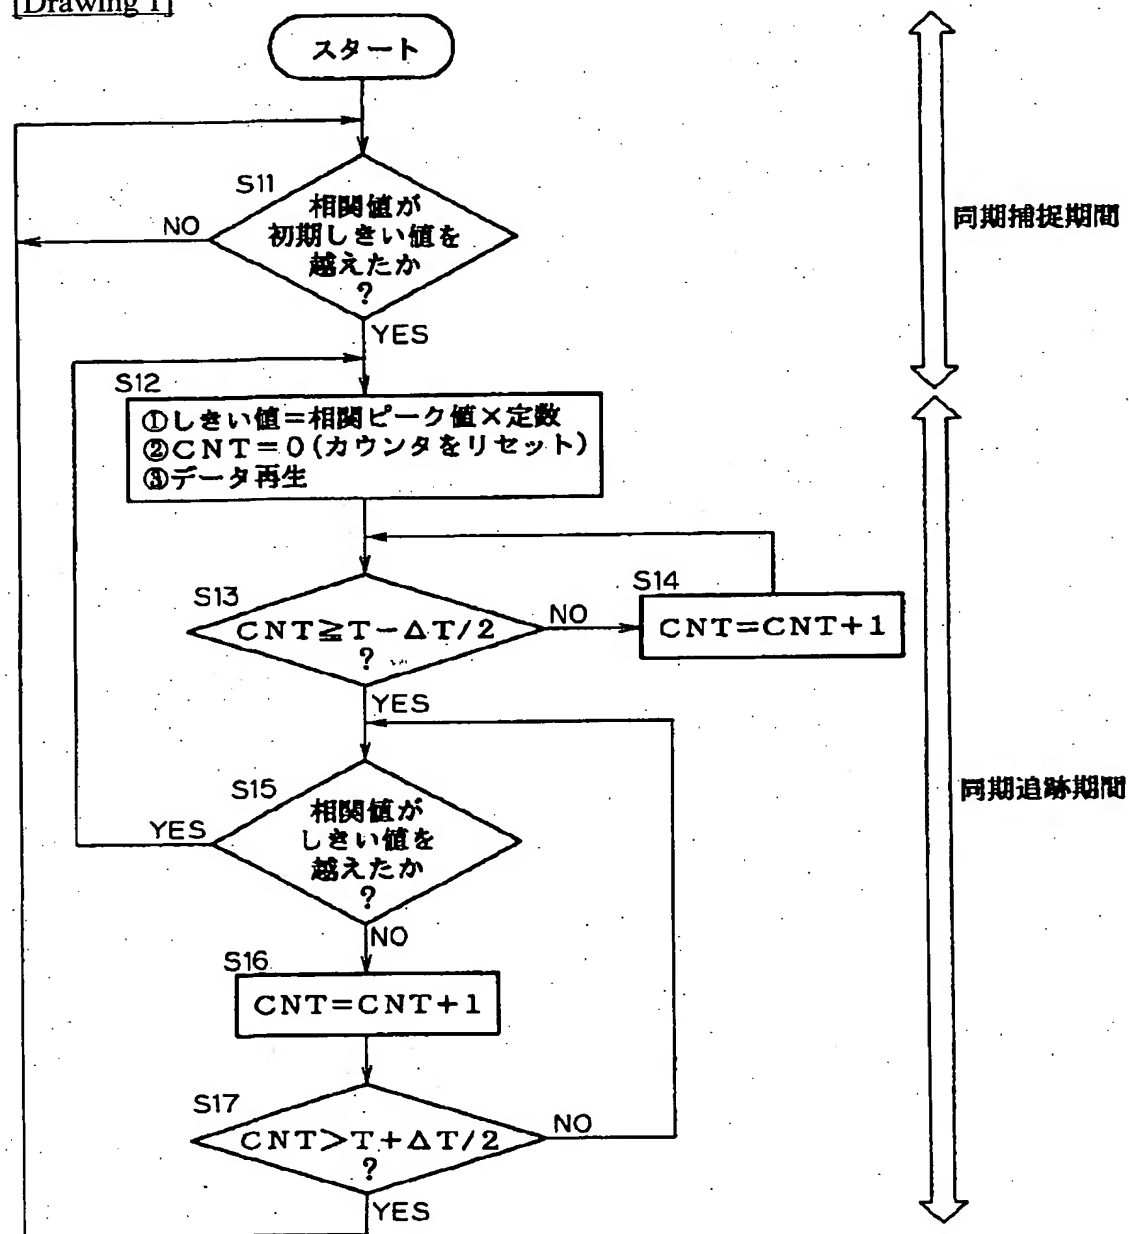 [Drawing 1]
スタート
S11
相関値が
初期しきい値を
越えたか
?
NO
YES
同期捕捉期間
S12
①しきい値=相関ピーク値×定数
②CNT=0(カウンタをリセット)
③データ再生
S13
CNT≧T-ΔT/2
?
NO
S14
CNT=CNT+1
YES
S15
相関値が
しきい値を
越えたか
?
YES
NO
同期追跡期間
S16
CNT=CNT+1
S17
CNT>T+ΔT/2
?
NO
YES